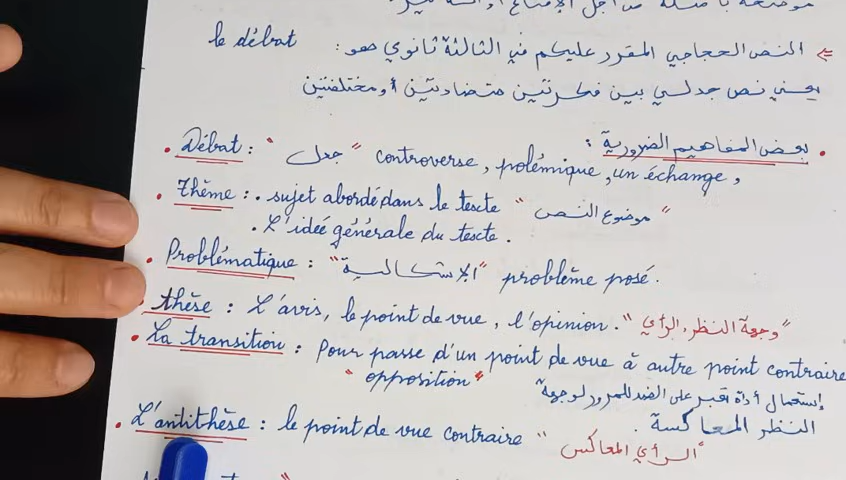 ⇐ النص الحجاجي المقرر عليكم في الثالثة ثانوي هو : le débat
يعني نص جدلي بين فكرتين متضادتين أو مختلفتين
• بعض المفاهيم الضرورية :
• Débat : " جدل " controverse, polémique, un échange,
• Thème : • sujet abordé dans le texte " موضوع النص "
• L'idée générale du texte.
• Problématique : "الإشكالية" problème posé.
• thèse : L'avis, le point de vue, l'opinion. "وجهة النظر، الرأي"
• La transition : Pour passe d'un point de vue à autre point contraire
" opposition " إستعمال أداة تعبر على الضد للمرور لوجهة
النظر المعاكسة .
• L'antithèse : le point de vue contraire " الرأي المعاكس "